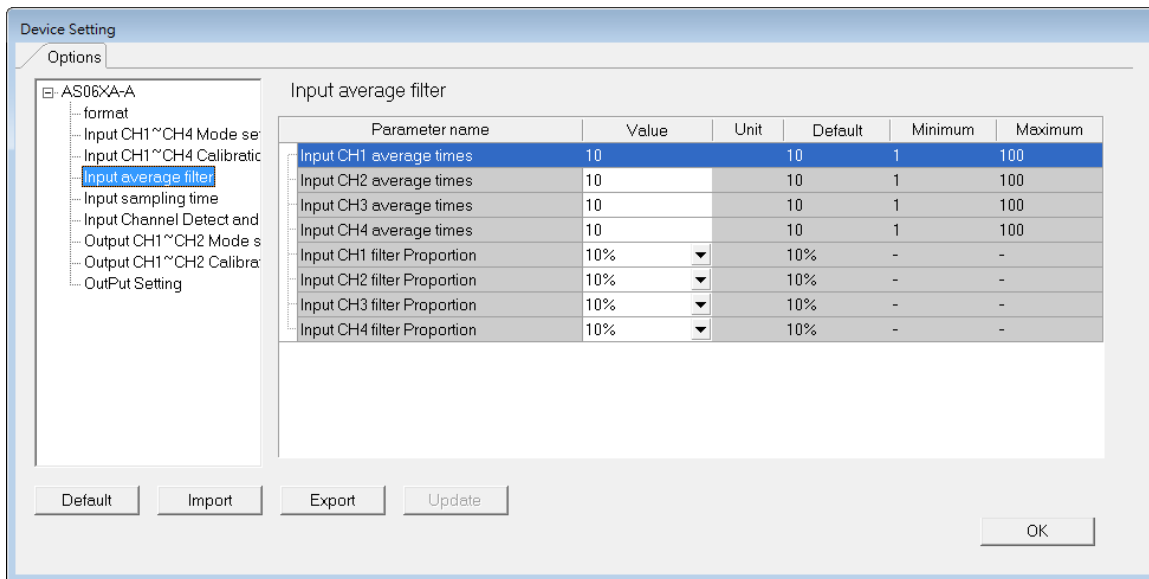 Device Setting
Options
AS06XA-A
format
Input CH1~CH4 Mode se
Input CH1~CH4 Calibratic
Input average filter
Input sampling time
Input Channel Detect and
Output CH1~CH2 Mode s
Output CH1~CH2 Calibra
OutPut Setting
Input average filter
Parameter name Value Unit Default Minimum Maximum
Input CH1 average times 10 10 1 100
Input CH2 average times 10 10 1 100
Input CH3 average times 10 10 1 100
Input CH4 average times 10 10 1 100
Input CH1 filter Proportion 10% 10% - -
Input CH2 filter Proportion 10% 10% - -
Input CH3 filter Proportion 10% 10% - -
Input CH4 filter Proportion 10% 10% - -
Default Import Export Update
OK